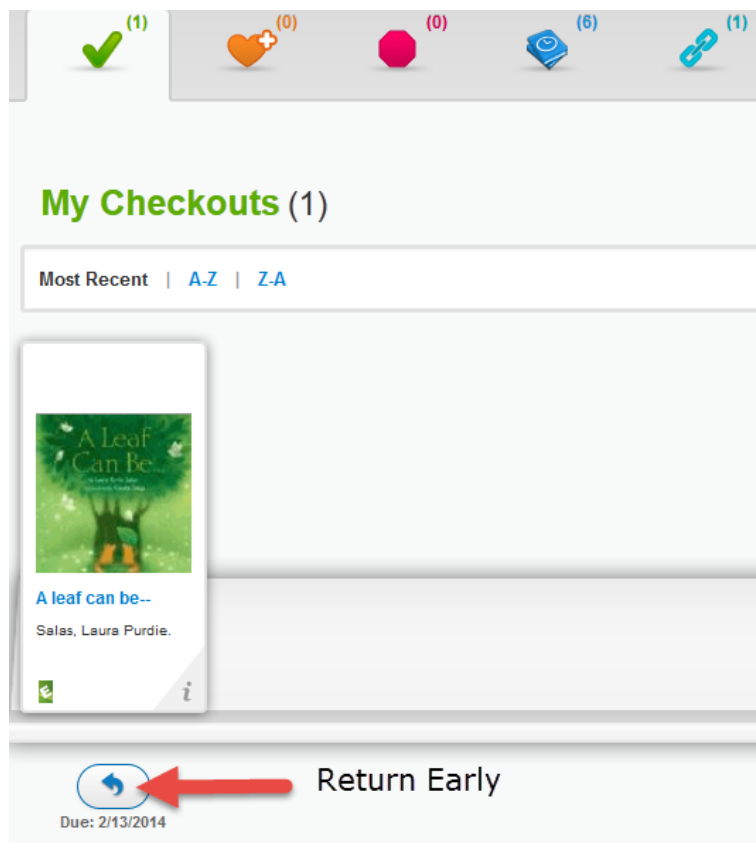 (1) (0) (0) (6) (1)
My Checkouts (1)
Most Recent | A-Z | Z-A
A Leaf
Can Be...
A leaf can be--
Salas, Laura Purdie.
E i
Return Early
Due: 2/13/2014